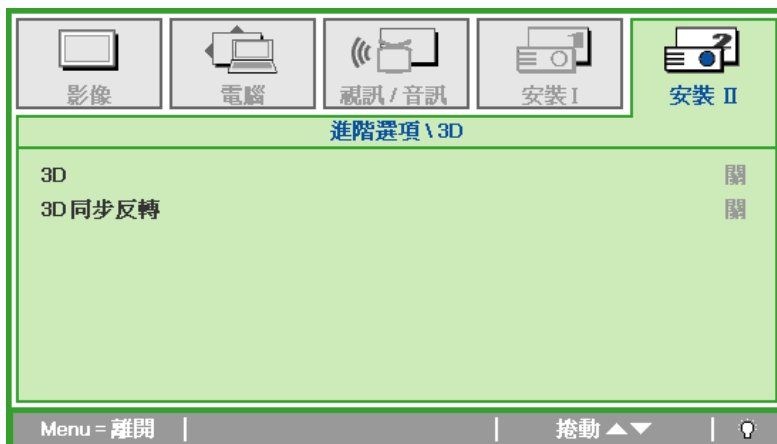 影像
電腦
視訊 / 音訊
安裝 I
安裝 II
進階選項 \ 3D
3D 關
3D 同步反轉 關
Menu = 離開 捲動 ▲▼